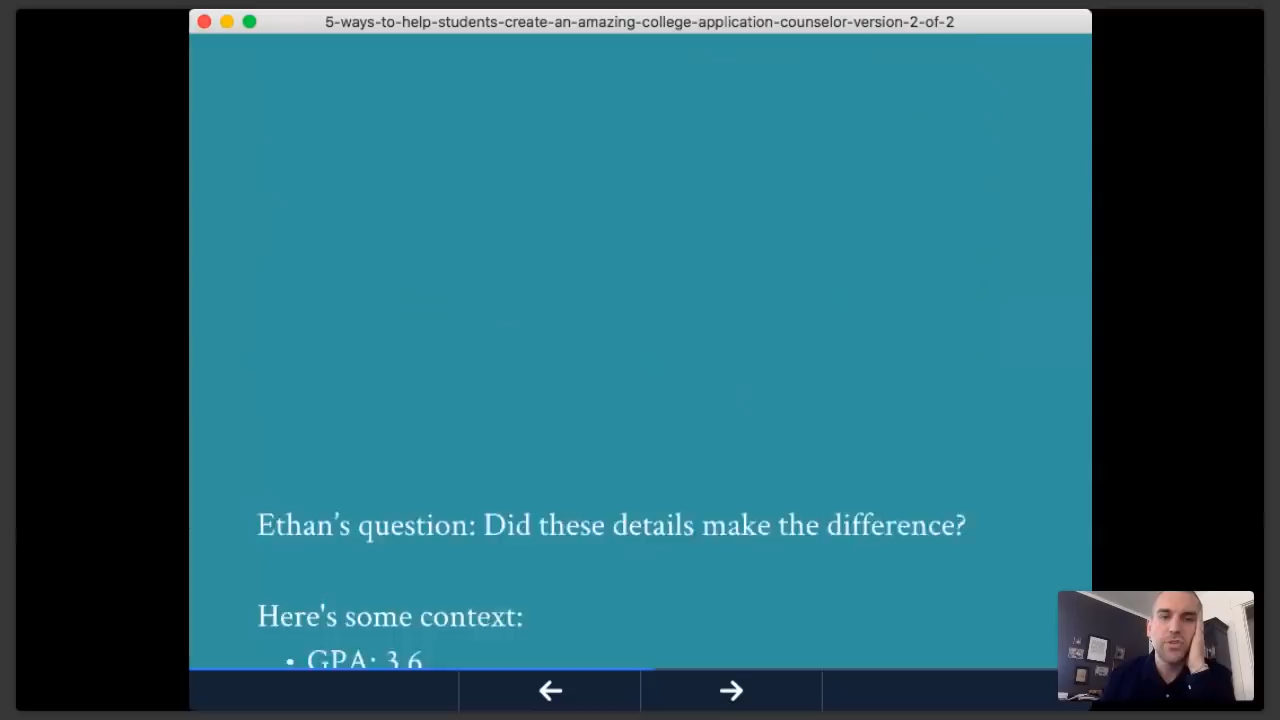 5-ways-to-help-students-create-an-amazing-college-application-counselor-version-2-of-2
Ethan's question: Did these details make the difference?
Here's some context:
• GPA: 3.6